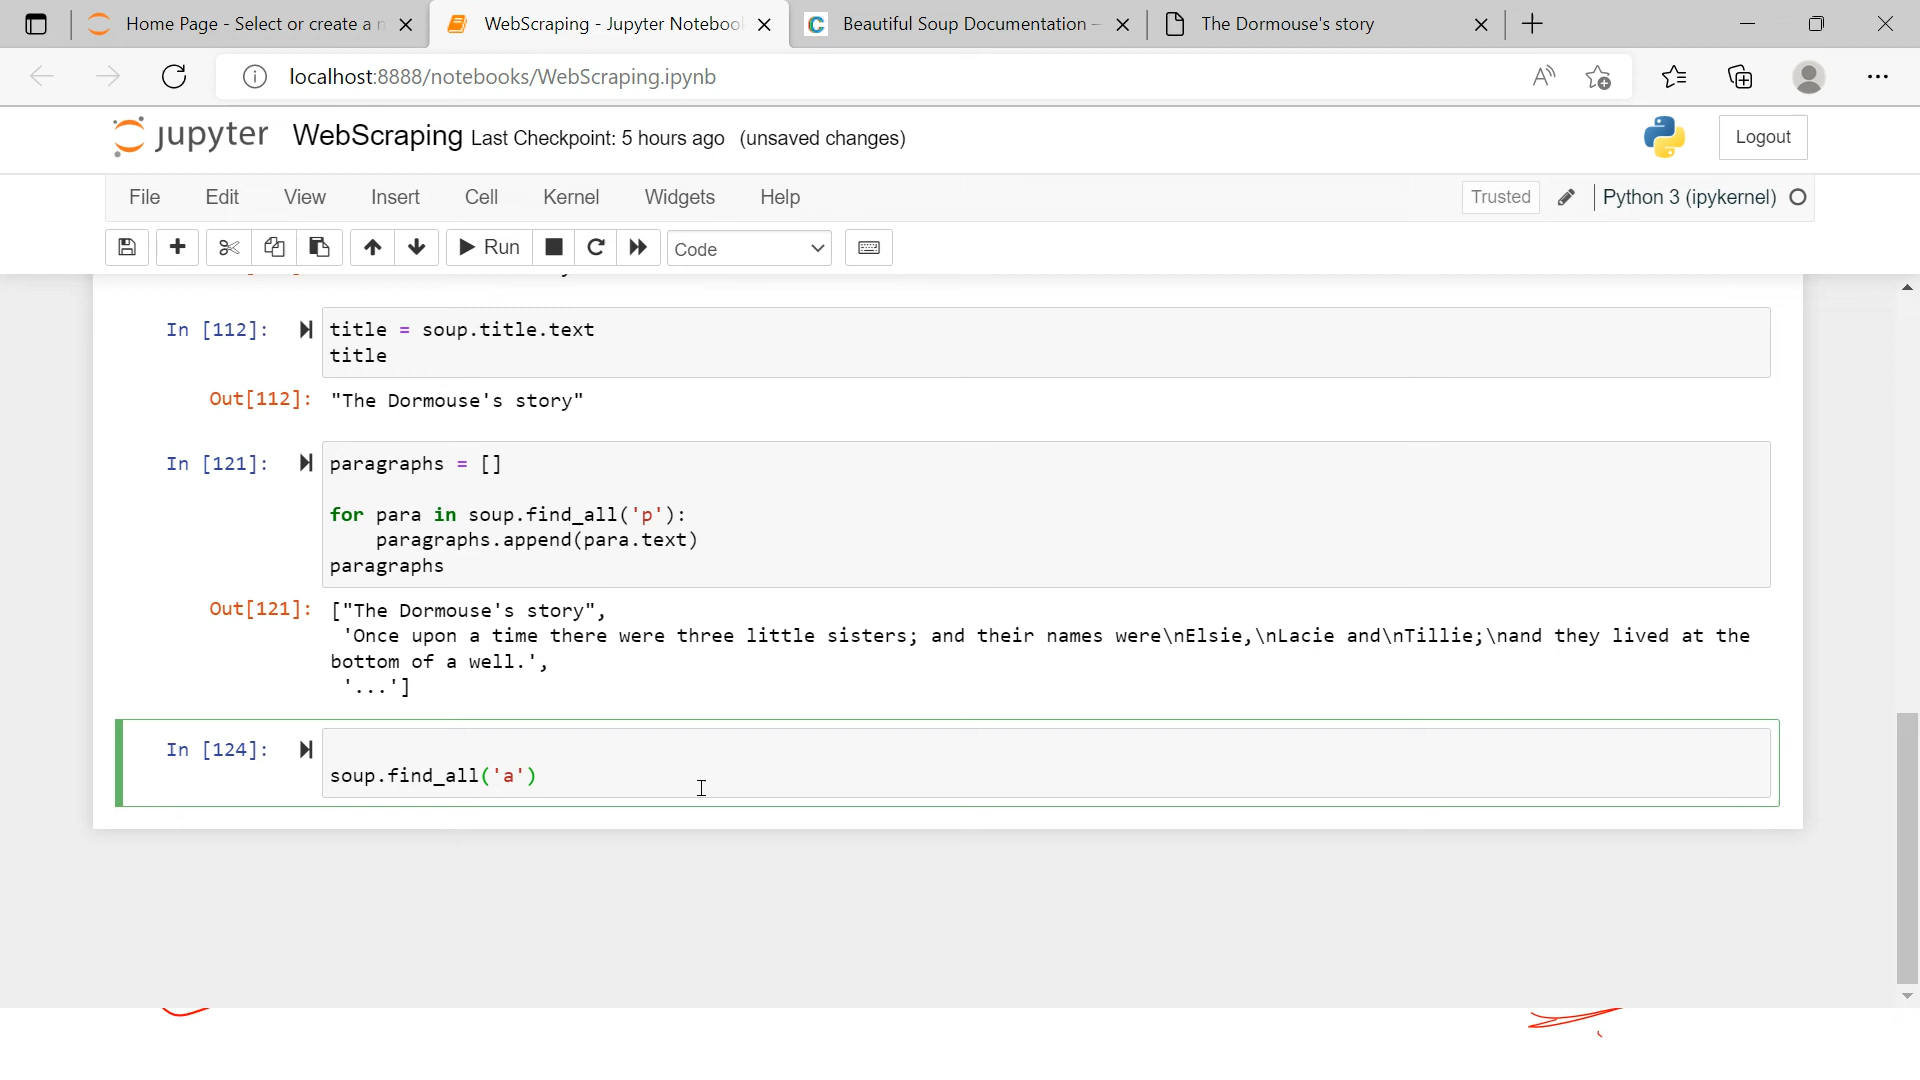 Home Page - Select or create a n
WebScraping - Jupyter Noteboo
Beautiful Soup Documentation –
The Dormouse's story
localhost:8888/notebooks/WebScraping.ipynb
jupyter WebScraping Last Checkpoint: 5 hours ago (unsaved changes)
Logout
File Edit View Insert Cell Kernel Widgets Help
Trusted Python 3 (ipykernel)
Run Code
In [112]: title = soup.title.text
title
Out[112]: "The Dormouse's story"
In [121]: paragraphs = []
for para in soup.find_all('p'):
paragraphs.append(para.text)
paragraphs
Out[121]: ["The Dormouse's story",
'Once upon a time there were three little sisters; and their names were\nElsie,\nLacie and\nTillie;\nand they lived at the
bottom of a well.',
'...']
In [124]:
soup.find_all('a')